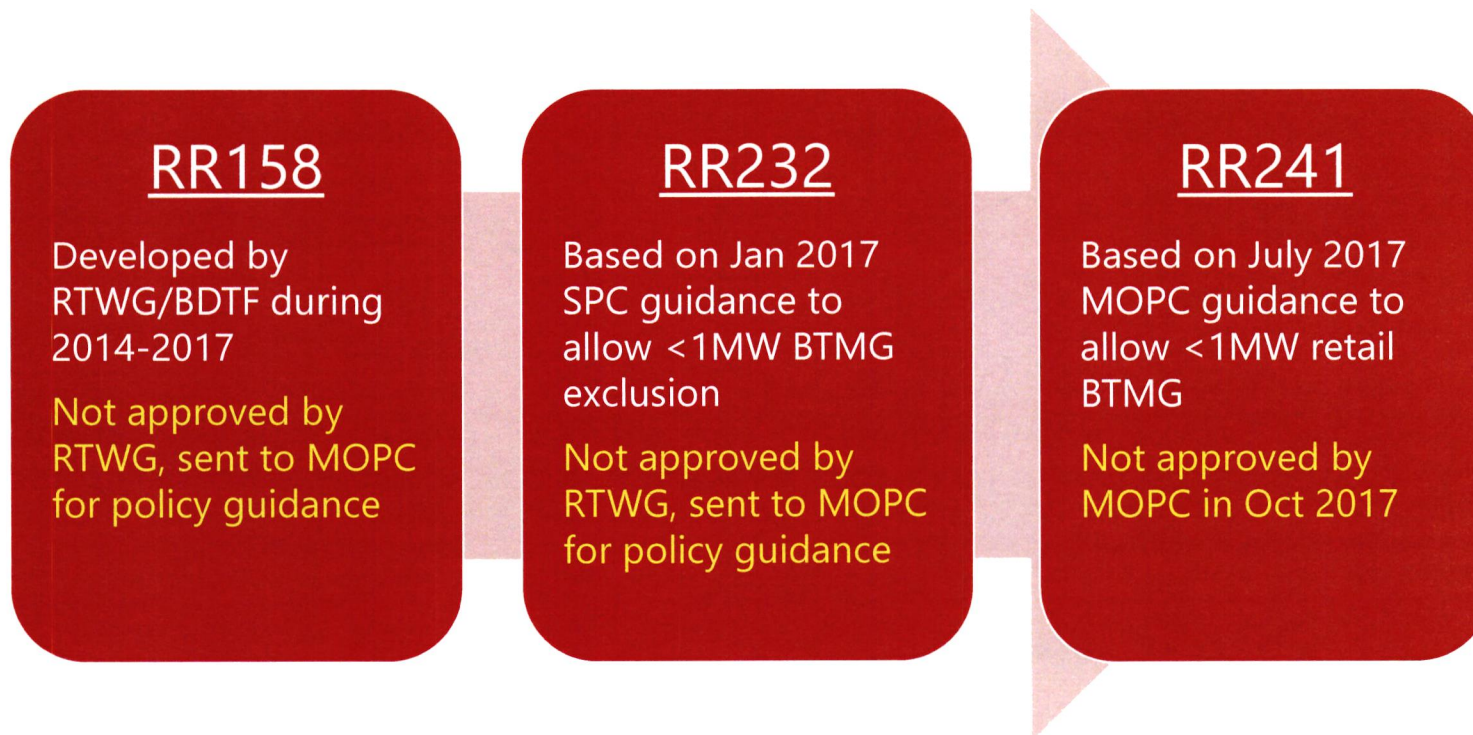 RR158
Developed by
RTWG/BDTF during
2014-2017
Not approved by
RTWG, sent to MOPC
for policy guidance
RR232
Based on Jan 2017
SPC guidance to
allow <1MW BTMG
exclusion
Not approved by
RTWG, sent to MOPC
for policy guidance
RR241
Based on July 2017
MOPC guidance to
allow <1MW retail
BTMG
Not approved by
MOPC in Oct 2017